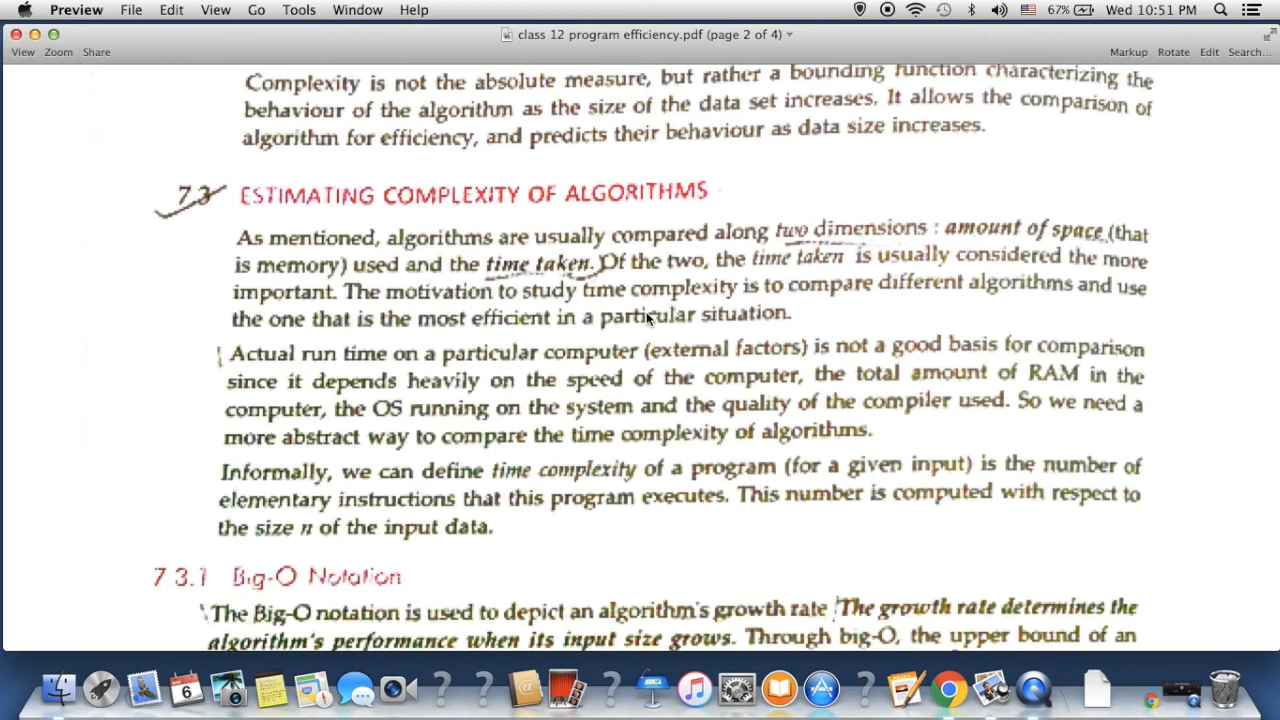 Preview File Edit View Go Tools Window Help 67% Wed 10:51 PM
class 12 program efficiency.pdf (page 2 of 4)
View Zoom Share Markup Rotate Edit Search...
Complexity is not the absolute measure, but rather a bounding function characterizing the
behaviour of the algorithm as the size of the data set increases. It allows the comparison of
algorithm for efficiency, and predicts their behaviour as data size increases.
7.3 ESTIMATING COMPLEXITY OF ALGORITHMS
As mentioned, algorithms are usually compared along two dimensions : amount of space (that
is memory) used and the time taken. Of the two, the time taken is usually considered the more
important. The motivation to study time complexity is to compare different algorithms and use
the one that is the most efficient in a particular situation.
Actual run time on a particular computer (external factors) is not a good basis for comparison
since it depends heavily on the speed of the computer, the total amount of RAM in the
computer, the OS running on the system and the quality of the compiler used. So we need a
more abstract way to compare the time complexity of algorithms.
Informally, we can define time complexity of a program (for a given input) is the number of
elementary instructions that this program executes. This number is computed with respect to
the size n of the input data.
7 3.1 Big-O Notation
The Big-O notation is used to depict an algorithm's growth rate The growth rate determines the
algorithm's performance when its input size grows. Through big-O, the upper bound of an
6